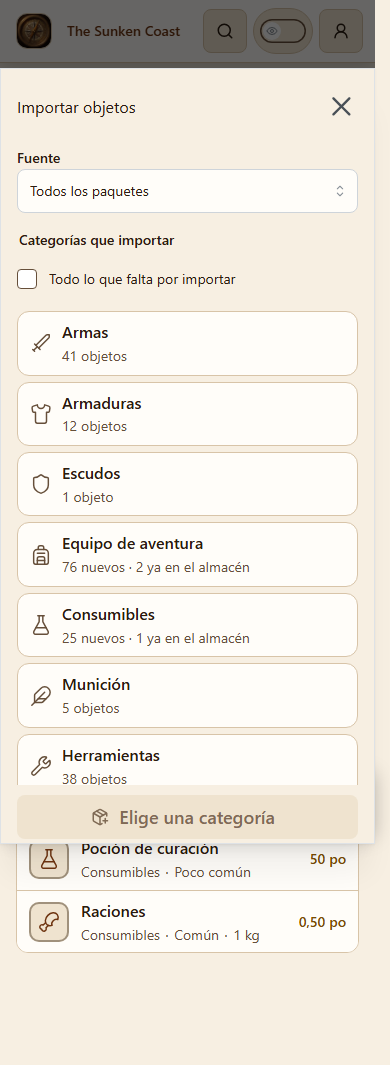 The Sunken Coast
Importar objetos
Fuente
Todos los paquetes
Categorías que importar
Todo lo que falta por importar
Armas
41 objetos
Armaduras
12 objetos
Escudos
1 objeto
Equipo de aventura
76 nuevos · 2 ya en el almacén
Consumibles
25 nuevos · 1 ya en el almacén
Munición
5 objetos
Herramientas
38 objetos
Elige una categoría
Poción de curación
50 po
Consumibles · Poco común
Raciones
0,50 po
Consumibles · Común · 1 kg